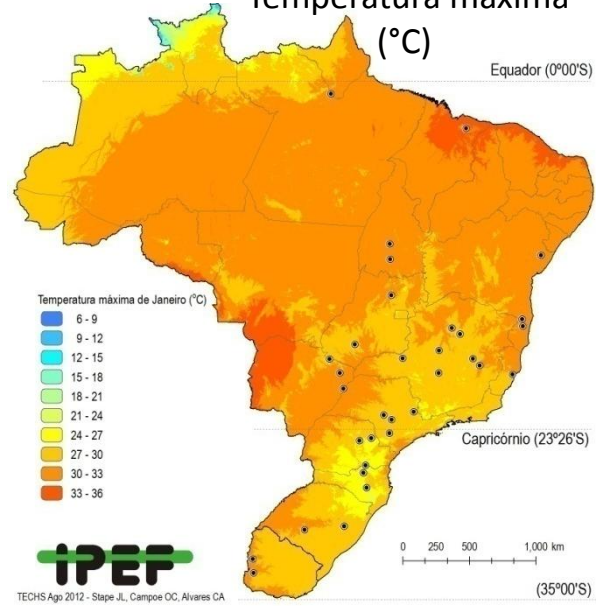 Temperatura máxima
(°C)
Equador (0º00'S)
Temperatura máxima de Janeiro (°C)
6 - 9
9 - 12
12 - 15
15 - 18
18 - 21
21 - 24
24 - 27
27 - 30
30 - 33
33 - 36
Capricórnio (23º26'S)
IPEF
0 250 500 1,000 km
(35º00'S)
TECHS Ago 2012 - Stape JL, Campoe OC, Alvares CA